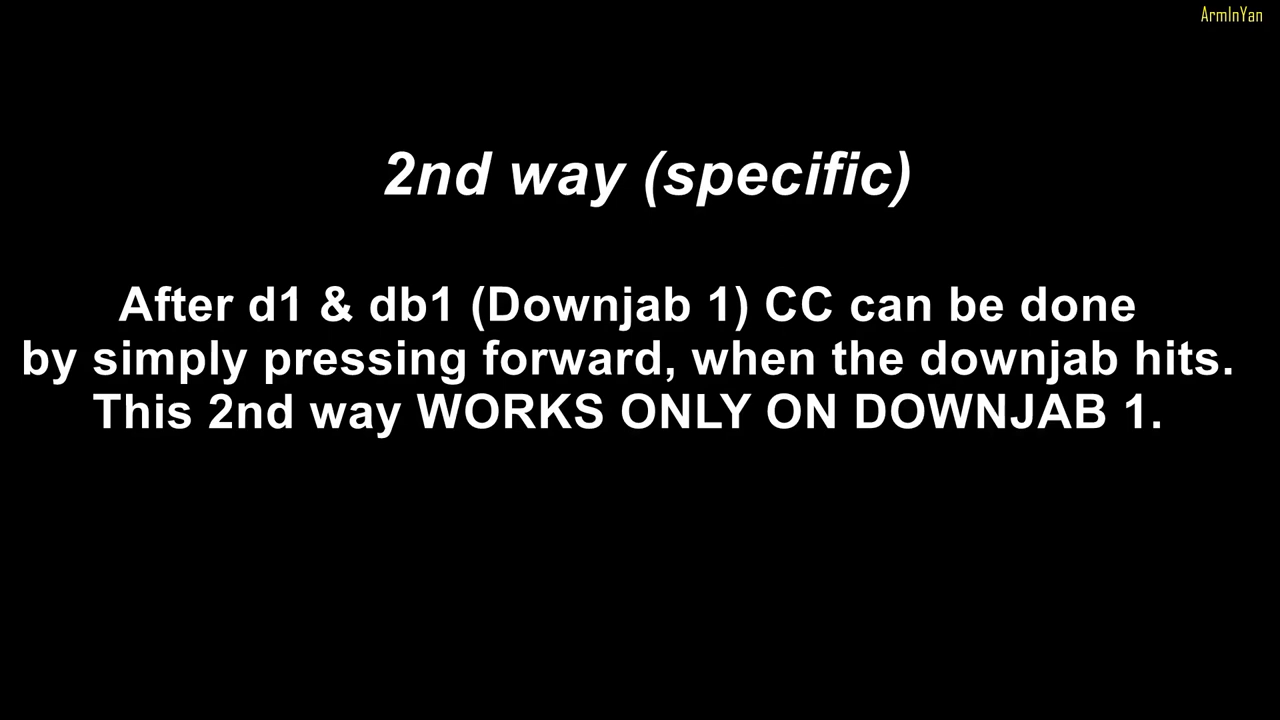 ArmInYan
2nd way (specific)
After d1 & db1 (Downjab 1) CC can be done
by simply pressing forward, when the downjab hits.
This 2nd way WORKS ONLY ON DOWNJAB 1.